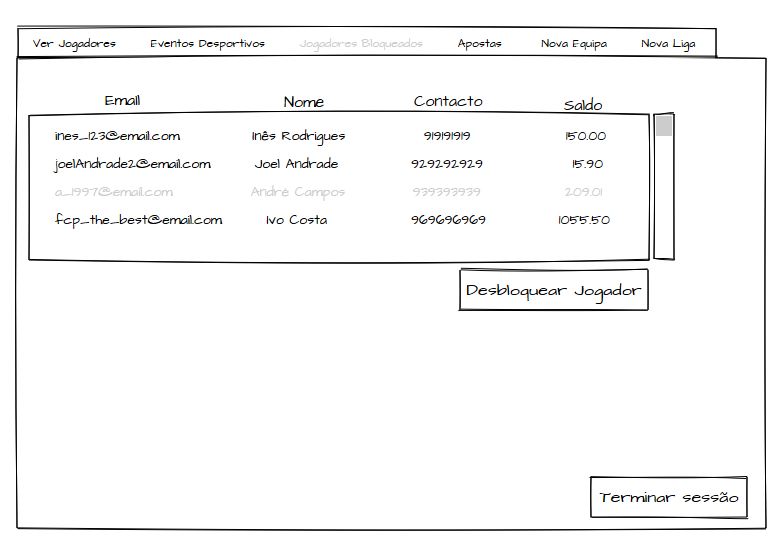 Ver Jogadores Eventos Desportivos Jogadores Bloqueados Apostas Nova Equipa Nova Liga
Email Nome Contacto Saldo
ines_123@email.com Inês Rodrigues 919191919 150.00
joelAndrade2@email.com Joel Andrade 929292929 15.90
a_1997@email.com André Campos 939393939 209.01
fcp_the_best@email.com Ivo Costa 969696969 1055.50
Desbloquear Jogador
Terminar sessão